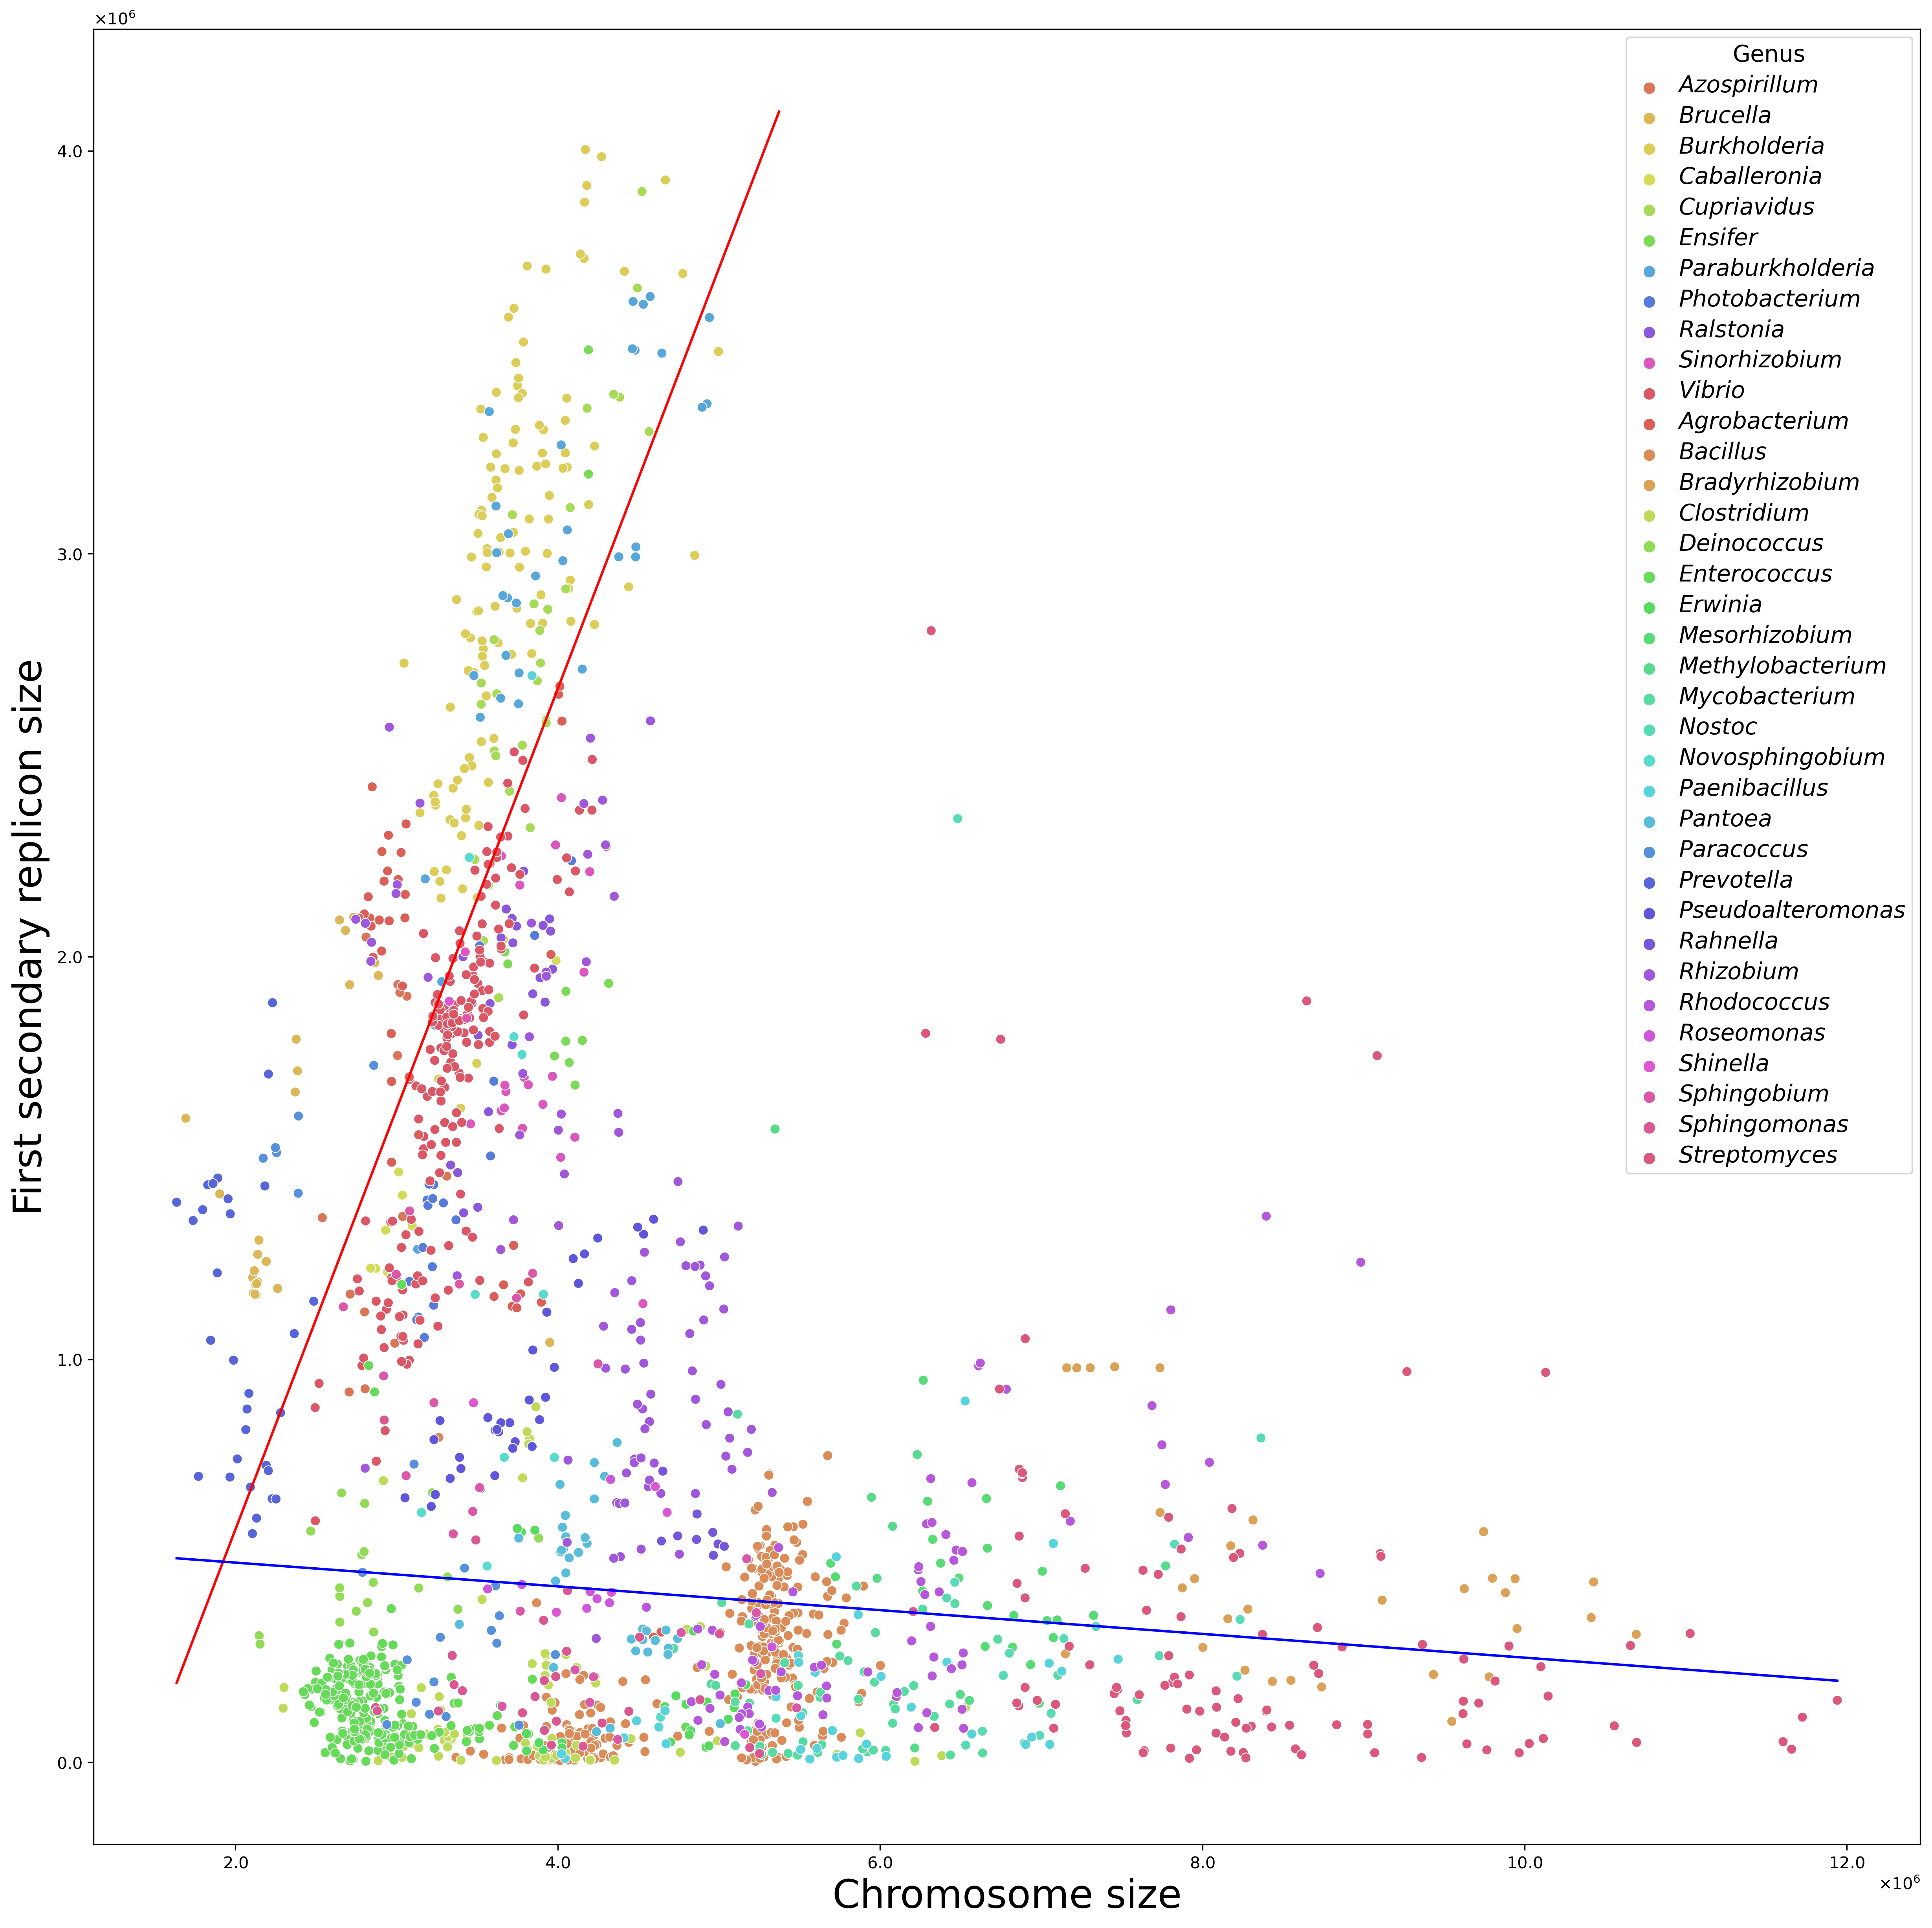 ×10⁶
Genus
Azospirillum
Brucella
Burkholderia
Caballeronia
Cupriavidus
Ensifer
Paraburkholderia
Photobacterium
Ralstonia
Sinorhizobium
Vibrio
Agrobacterium
Bacillus
Bradyrhizobium
Clostridium
Deinococcus
Enterococcus
Erwinia
Mesorhizobium
Methylobacterium
Mycobacterium
Nostoc
Novosphingobium
Paenibacillus
Pantoea
Paracoccus
Prevotella
Pseudoalteromonas
Rahnella
Rhizobium
Rhodococcus
Roseomonas
Shinella
Sphingobium
Sphingomonas
Streptomyces
4.0
3.0
2.0
1.0
0.0
First secondary replicon size
2.0 4.0 6.0 8.0 10.0 12.0
×10⁶
Chromosome size